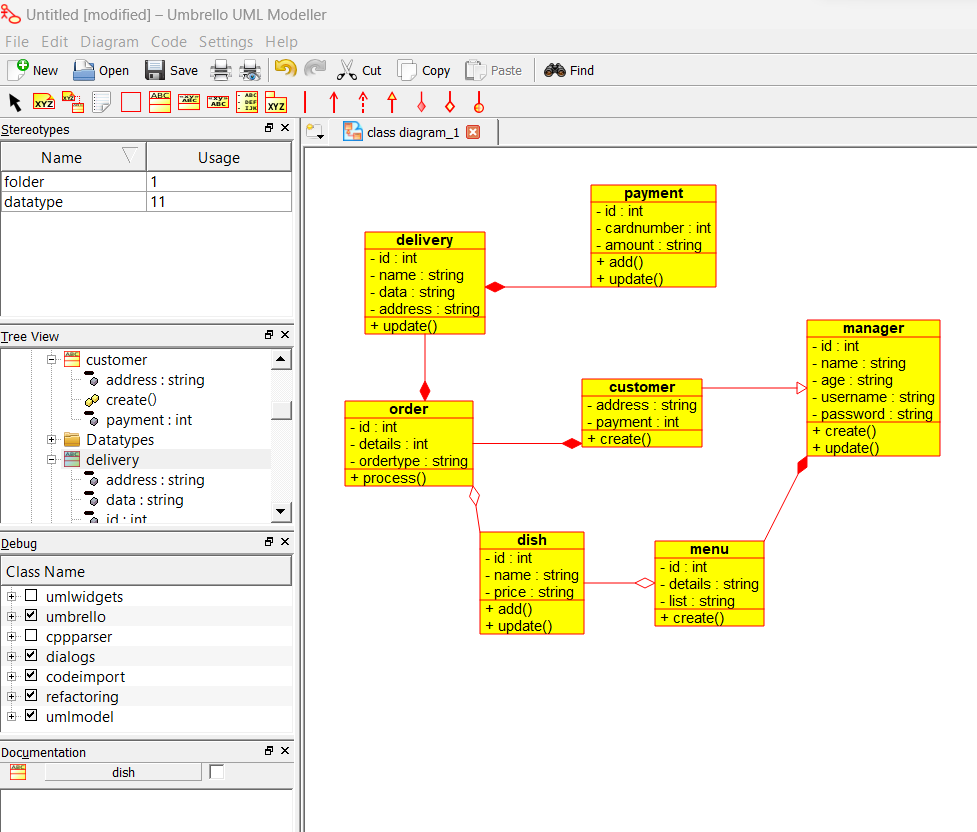 Untitled [modified] – Umbrello UML Modeller
File Edit Diagram Code Settings Help
New Open Save Cut Copy Paste Find
Stereotypes
Name Usage
folder 1
datatype 11
Tree View
customer
address : string
create()
payment : int
Datatypes
delivery
address : string
data : string
id : int
Debug
Class Name
umlwidgets
umbrello
cppparser
dialogs
codeimport
refactoring
umlmodel
Documentation
dish
class diagram_1
payment
- id : int
- cardnumber : int
- amount : string
+ add()
+ update()
delivery
- id : int
- name : string
- data : string
- address : string
+ update()
manager
- id : int
- name : string
- age : string
- username : string
- password : string
+ create()
+ update()
customer
- address : string
- payment : int
+ create()
order
- id : int
- details : int
- ordertype : string
+ process()
dish
- id : int
- name : string
- price : string
+ add()
+ update()
menu
- id : int
- details : string
- list : string
+ create()